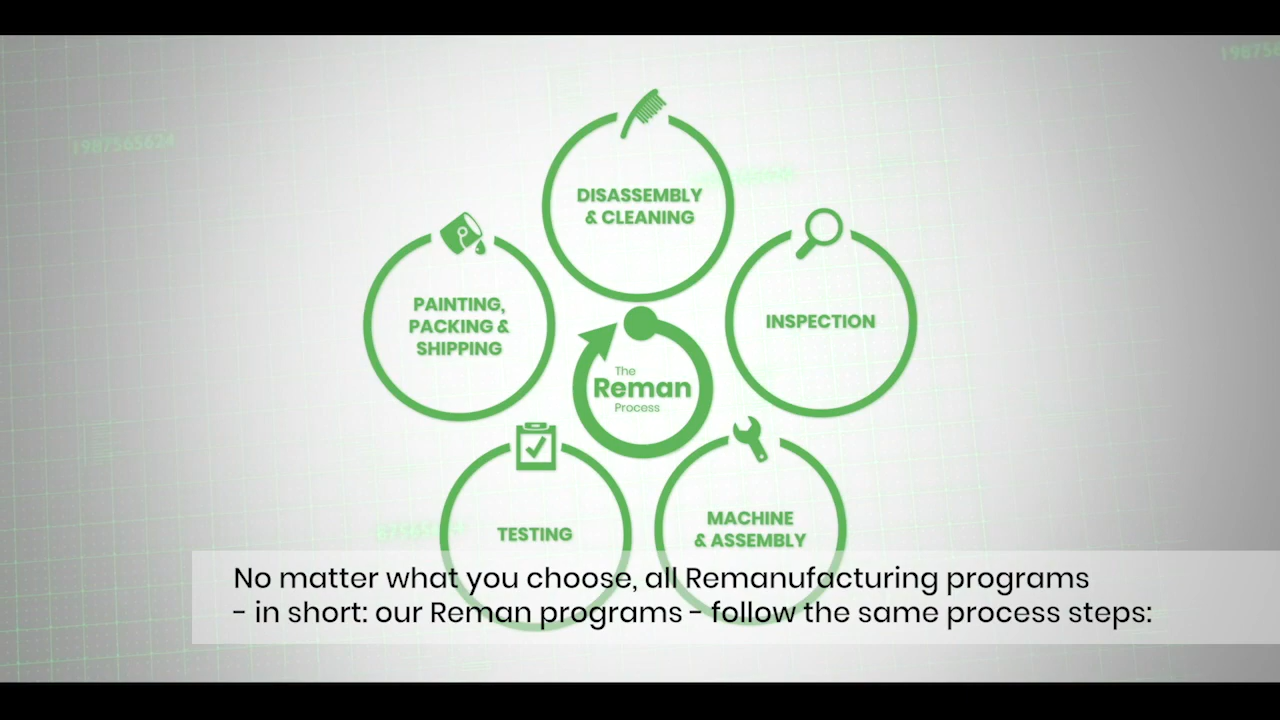 1987565624
DISASSEMBLY
& CLEANING
PAINTING,
PACKING &
SHIPPING
INSPECTION
The
Reman
Process
TESTING
MACHINE
& ASSEMBLY
No matter what you choose, all Remanufacturing programs
- in short: our Reman programs - follow the same process steps: